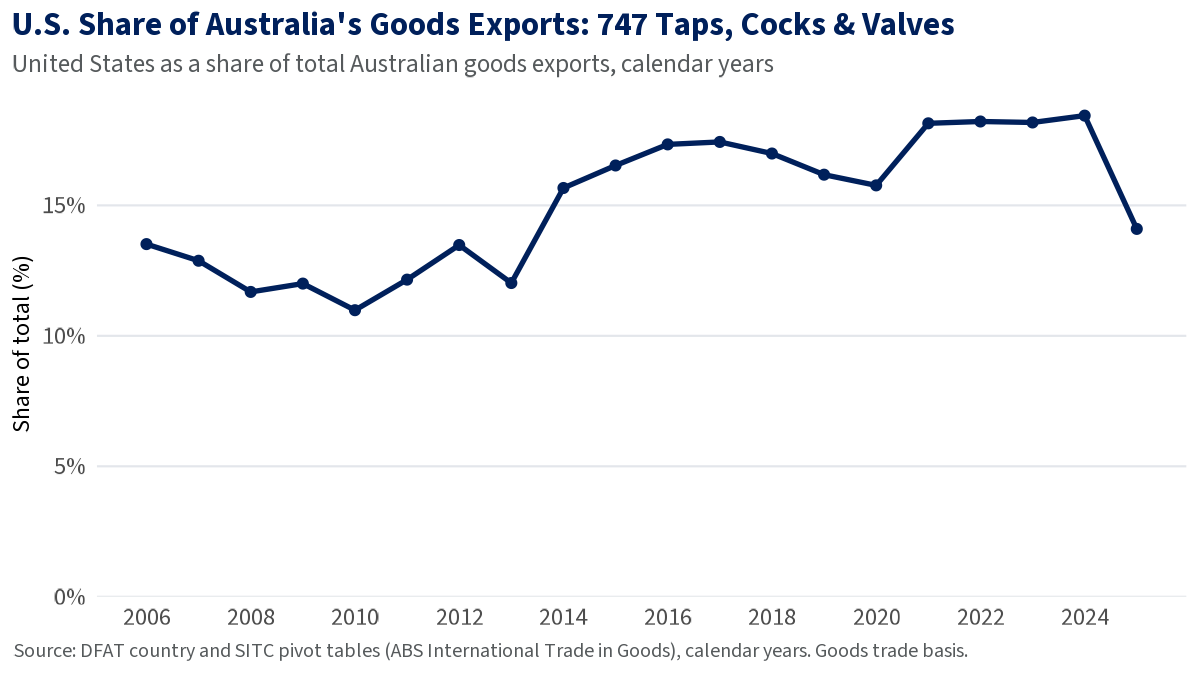 U.S. Share of Australia's Goods Exports: 747 Taps, Cocks & Valves
United States as a share of total Australian goods exports, calendar years
Share of total (%)
15%
10%
5%
0%
2006 2008 2010 2012 2014 2016 2018 2020 2022 2024
Source: DFAT country and SITC pivot tables (ABS International Trade in Goods), calendar years. Goods trade basis.